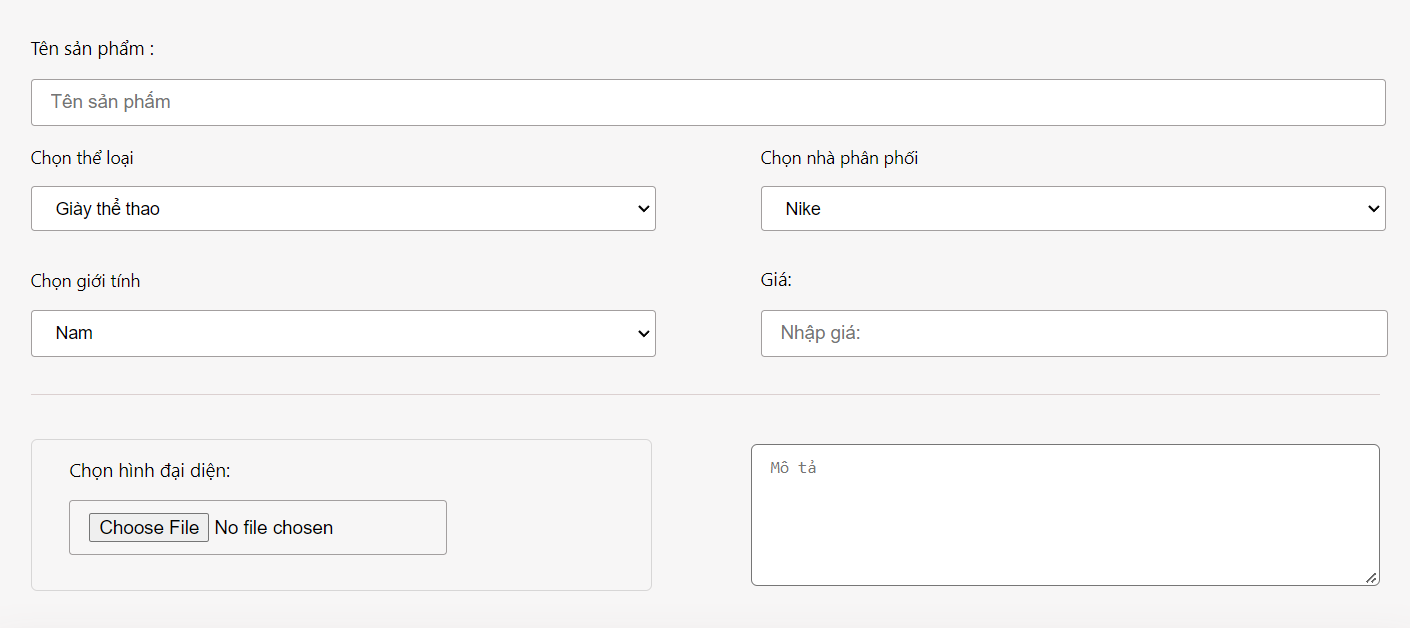 Tên sản phẩm :
Tên sản phẩm
Chọn thể loại
Chọn nhà phân phối
Giày thể thao
Nike
Chọn giới tính
Giá:
Nam
Nhập giá:
Chọn hình đại diện:
Mô tả
Choose File No file chosen